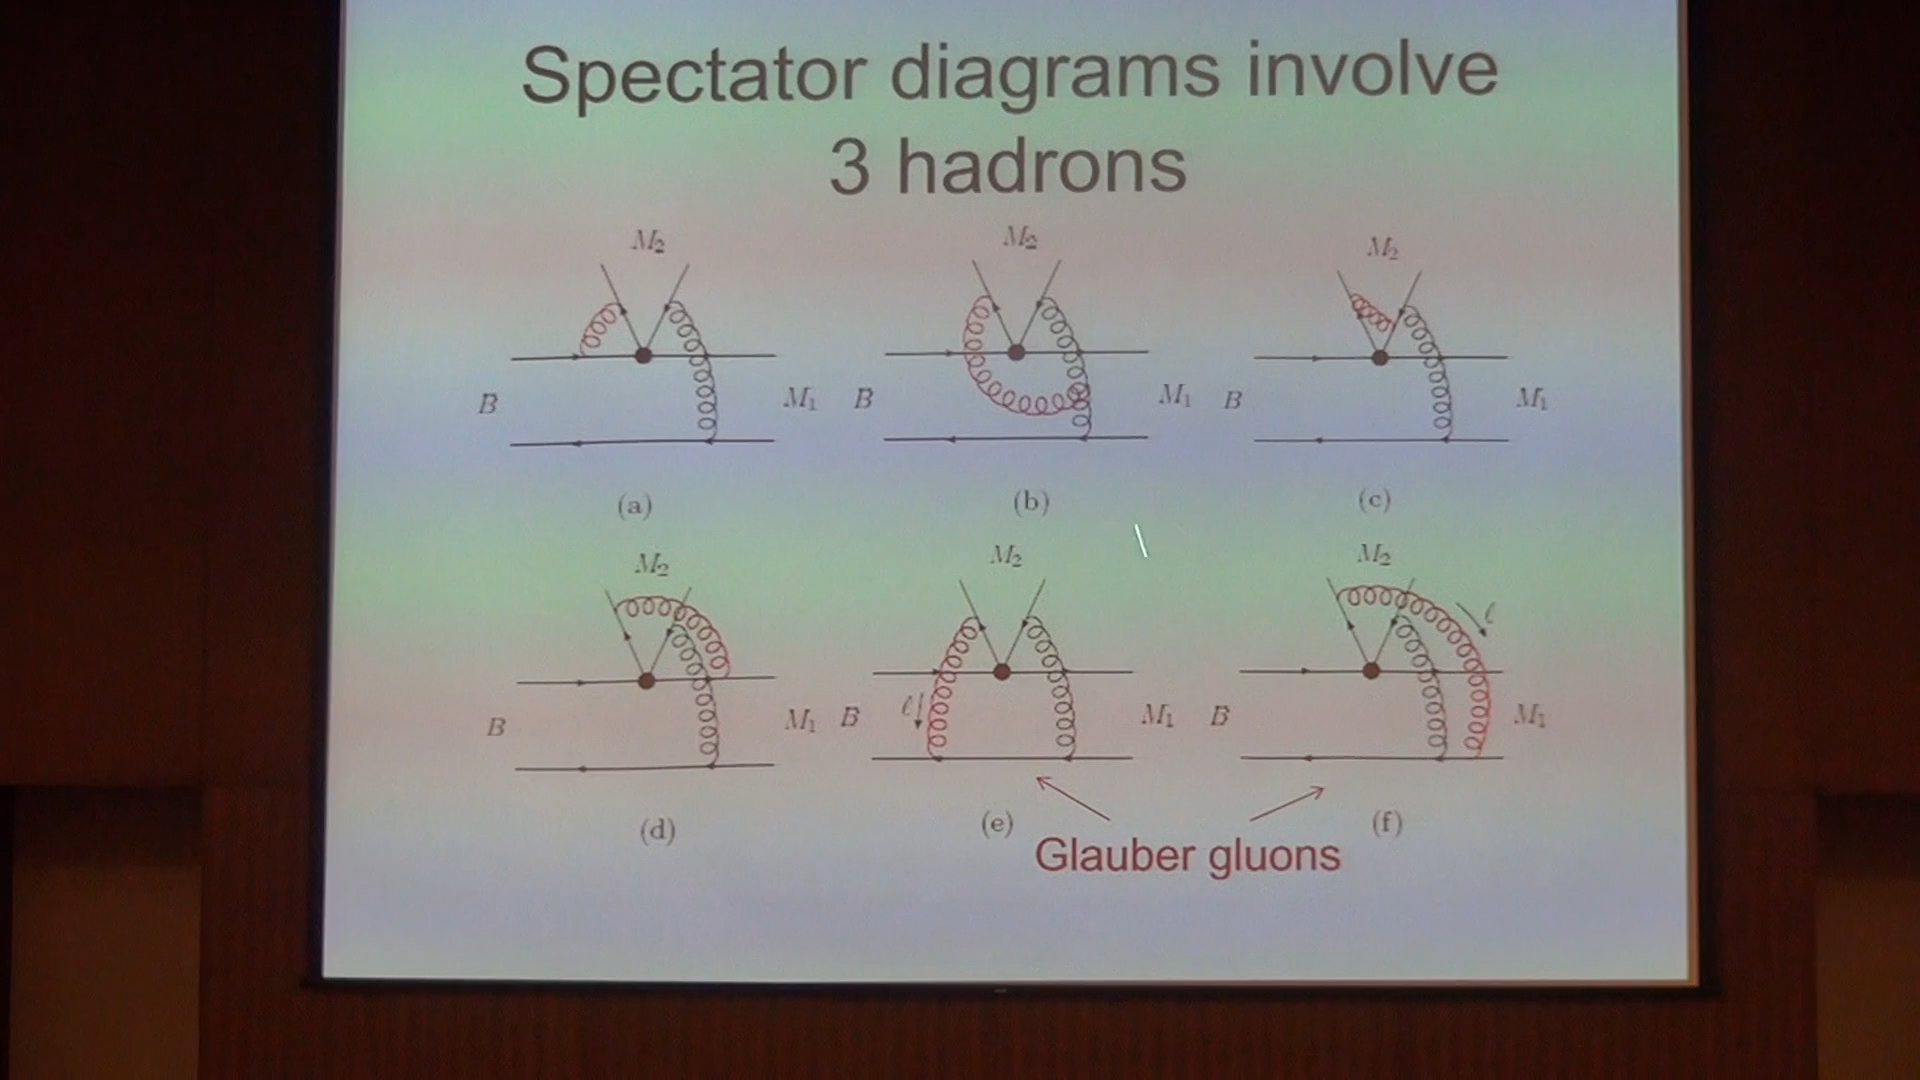 Spectator diagrams involve
3 hadrons
M₂ M₂ M₂
B M₁ B M₁ B M₁
(a) (b) (c)
M₂ M₂ M₂
ℓ
B M₁ B ℓ M₁ B M₁
(d) (e) (f)
Glauber gluons